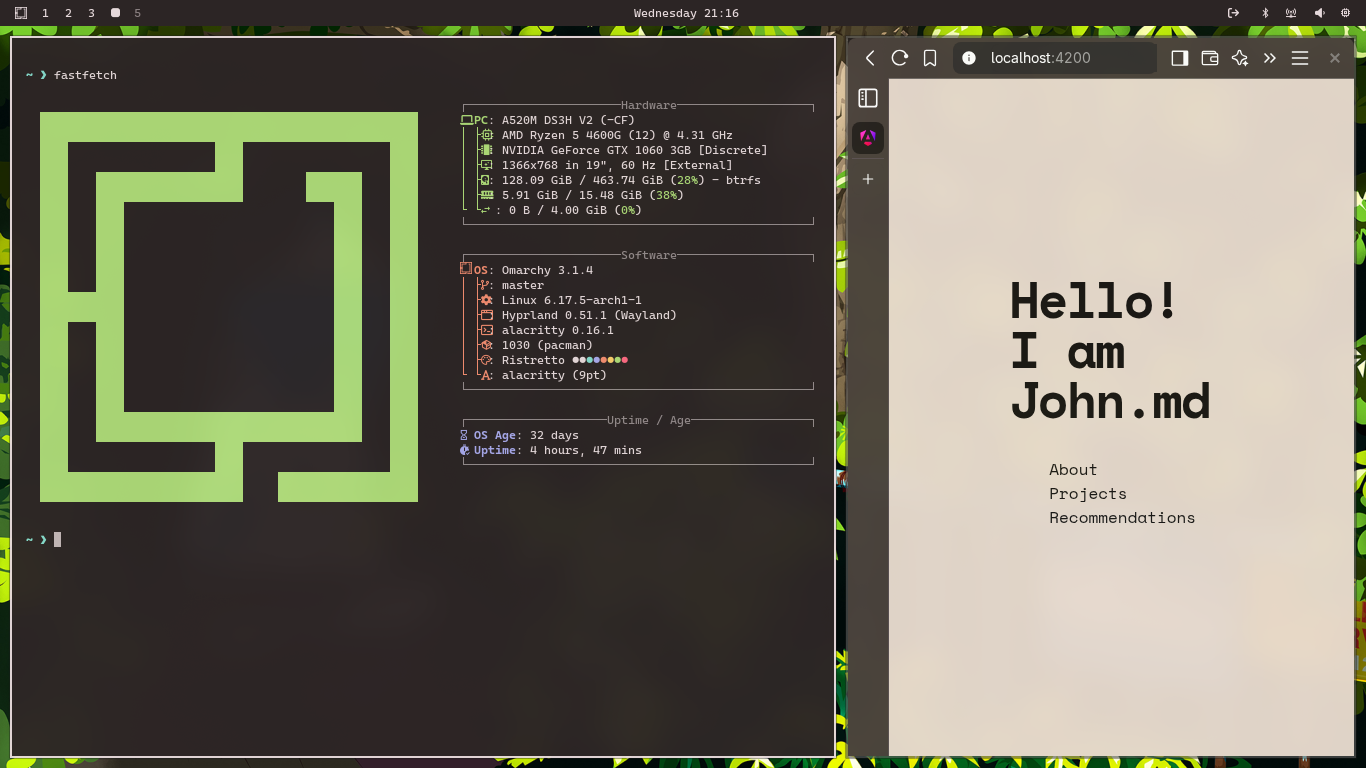 1 2 3 5
Wednesday 21:16
~ ❯ fastfetch
Hardware
PC: A520M DS3H V2 (-CF)
AMD Ryzen 5 4600G (12) @ 4.31 GHz
NVIDIA GeForce GTX 1060 3GB [Discrete]
1366x768 in 19", 60 Hz [External]
: 128.09 GiB / 463.74 GiB (28%) - btrfs
5.91 GiB / 15.48 GiB (38%)
: 0 B / 4.00 GiB (0%)
Software
OS: Omarchy 3.1.4
: master
: Linux 6.17.5-arch1-1
Hyprland 0.51.1 (Wayland)
alacritty 0.16.1
: 1030 (pacman)
: Ristretto
: alacritty (9pt)
Uptime / Age
OS Age: 32 days
Uptime: 4 hours, 47 mins
~ ❯
localhost:4200
Hello!
I am
John.md
About
Projects
Recommendations